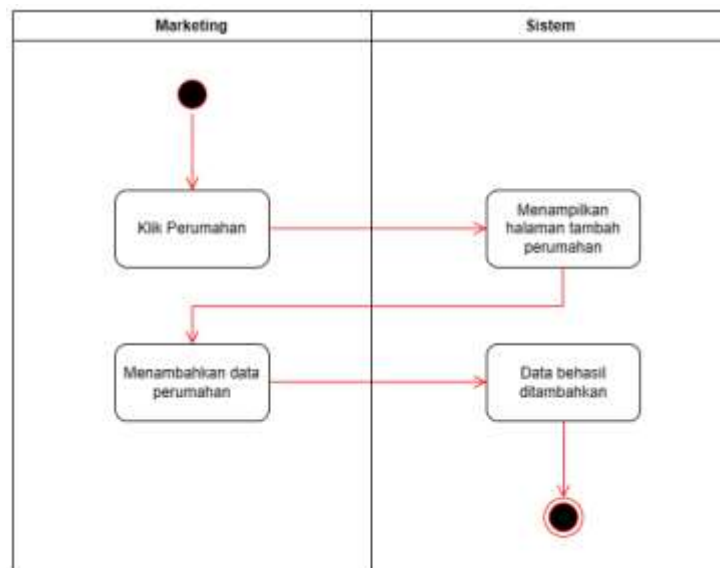 Marketing
Sistem
Klik Perumahan
Menampilkan
halaman tambah
perumahan
Menambahkan data
perumahan
Data behasil
ditambahkan